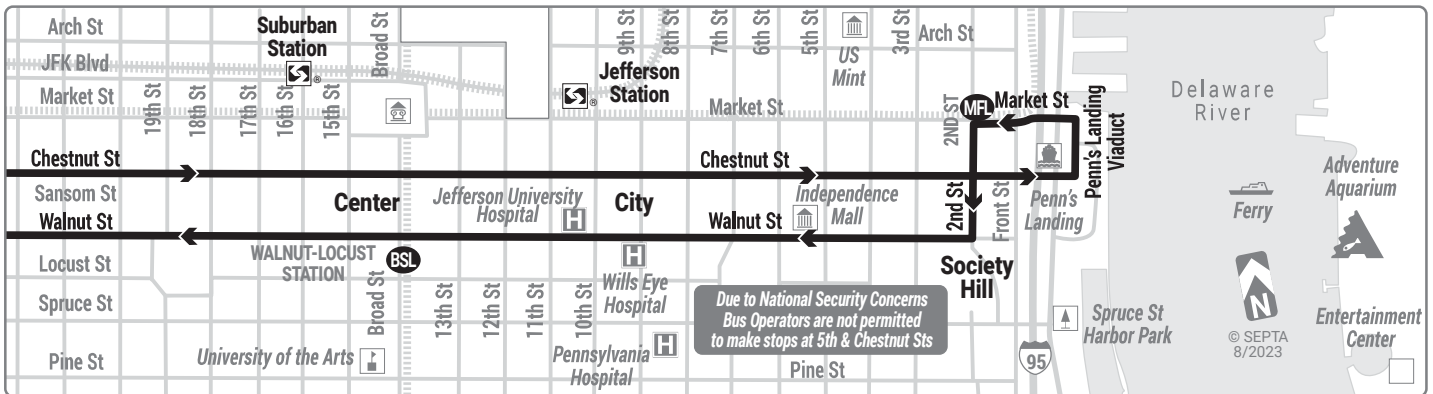 Arch St
JFK Blvd
Market St
19th St
18th St
17th St
16th St
15th St
Suburban
Station
®
Broad St
9th St
8th St
7th St
6th St
5th St
3rd St
Arch St
US
Mint
Jefferson
Station
®
Market St
2ND ST
MFL
Market St
Penn's Landing
Viaduct
Delaware
River
Chestnut St
Chestnut St
Sansom St
Walnut St
Center
City
Jefferson University
Hospital
H
Walnut St
Independence
Mall
2nd St
Front St
Penn's
Landing
Ferry
Adventure
Aquarium
Locust St
WALNUT-LOCUST
STATION
BSL
H
Wills Eye
Hospital
Society
Hill
Spruce St
Broad St
13th St
12th St
11th St
10th St
Due to National Security Concerns
Bus Operators are not permitted
to make stops at 5th & Chestnut Sts
Spruce St
Harbor Park
N
© SEPTA
8/2023
Entertainment
Center
Pine St
University of the Arts
Pennsylvania
Hospital
H
Pine St
95